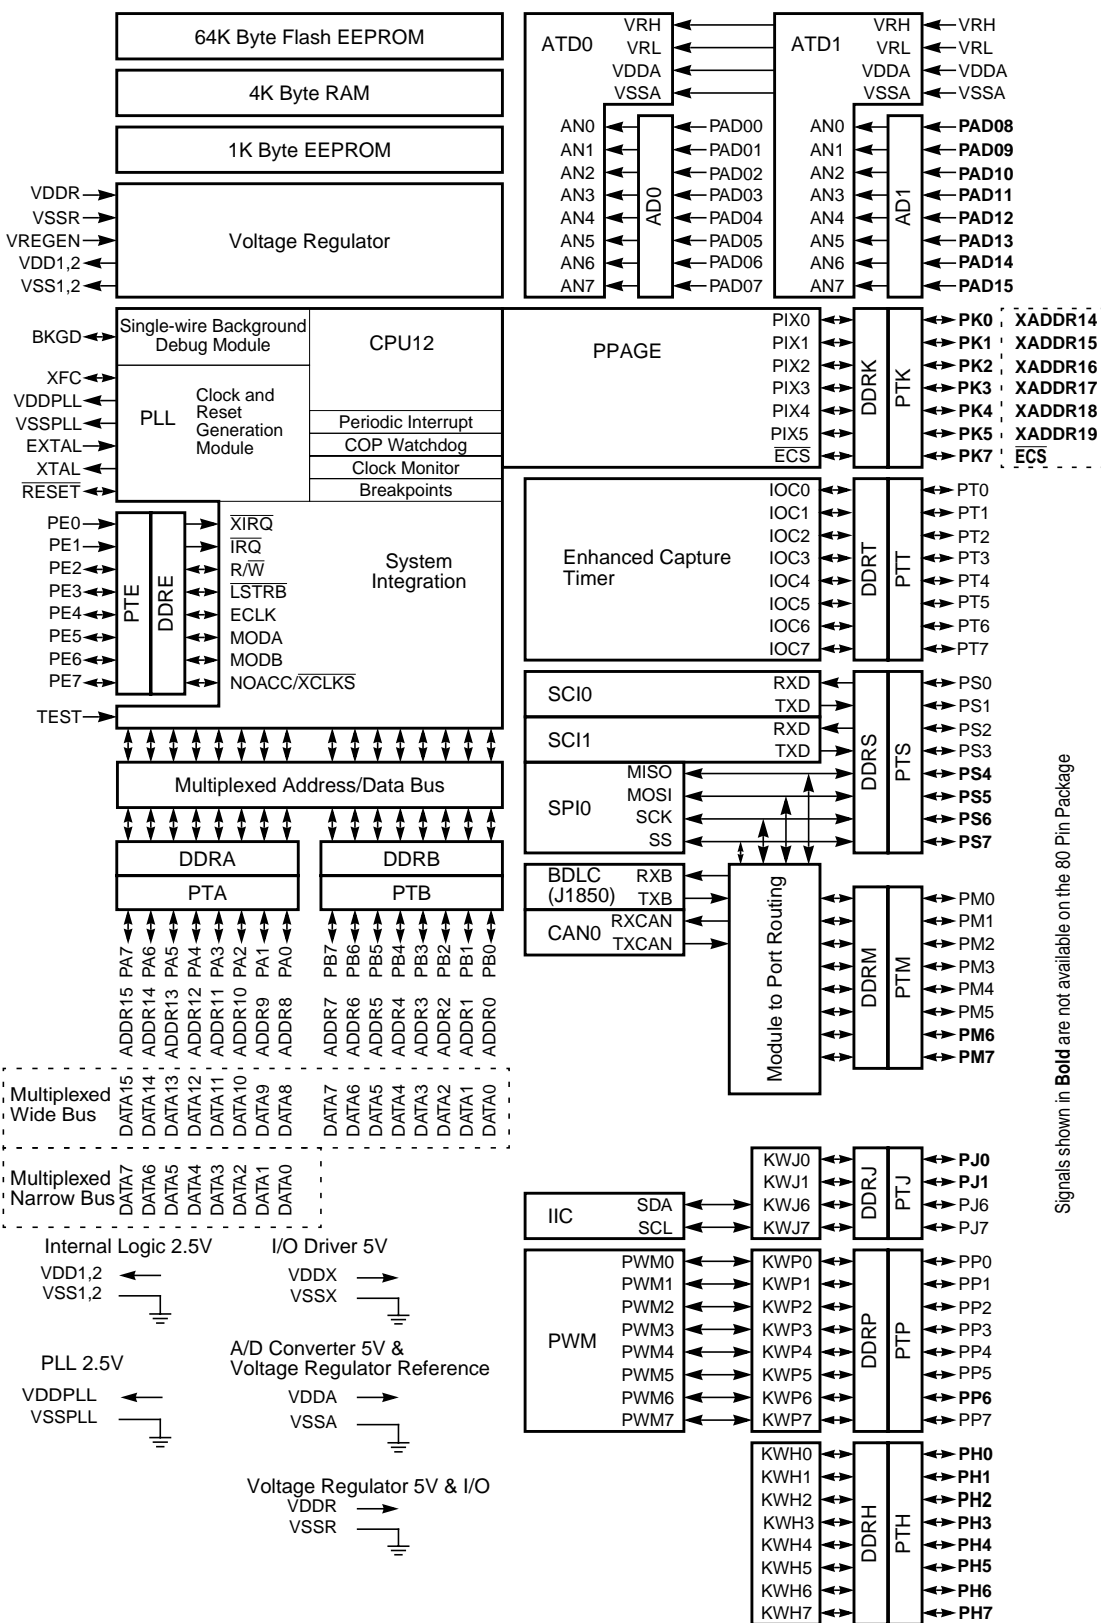 64K Byte Flash EEPROM
4K Byte RAM
1K Byte EEPROM
VDDR
VSSR
VREGEN
VDD1,2
VSS1,2
Voltage Regulator
ATD0
VRH
VRL
VDDA
VSSA
AN0
AN1
AN2
AN3
AN4
AN5
AN6
AN7
AD0
PAD00
PAD01
PAD02
PAD03
PAD04
PAD05
PAD06
PAD07
ATD1
VRH
VRL
VDDA
VSSA
VRH
VRL
VDDA
VSSA
AN0
AN1
AN2
AN3
AN4
AN5
AN6
AN7
AD1
PAD08
PAD09
PAD10
PAD11
PAD12
PAD13
PAD14
PAD15
BKGD
XFC
VDDPLL
VSSPLL
EXTAL
XTAL
RESET
Single-wire Background
Debug Module
CPU12
PLL
Clock and
Reset
Generation
Module
Periodic Interrupt
COP Watchdog
Clock Monitor
Breakpoints
PPAGE
PIX0
PIX1
PIX2
PIX3
PIX4
PIX5
ECS
DDRK
PTK
PK0 XADDR14
PK1 XADDR15
PK2 XADDR16
PK3 XADDR17
PK4 XADDR18
PK5 XADDR19
PK7 ECS
PE0
PE1
PE2
PE3
PE4
PE5
PE6
PE7
TEST
PTE
DDRE
XIRQ
IRQ
R/W
LSTRB
ECLK
MODA
MODB
NOACC/XCLKS
System
Integration
Enhanced Capture
Timer
IOC0
IOC1
IOC2
IOC3
IOC4
IOC5
IOC6
IOC7
DDRT
PTT
PT0
PT1
PT2
PT3
PT4
PT5
PT6
PT7
SCI0
RXD
TXD
SCI1
RXD
TXD
SPI0
MISO
MOSI
SCK
SS
DDRS
PTS
PS0
PS1
PS2
PS3
PS4
PS5
PS6
PS7
Multiplexed Address/Data Bus
DDRA
PTA
DDRB
PTB
PA7
PA6
PA5
PA4
PA3
PA2
PA1
PA0
PB7
PB6
PB5
PB4
PB3
PB2
PB1
PB0
ADDR15
ADDR14
ADDR13
ADDR12
ADDR11
ADDR10
ADDR9
ADDR8
ADDR7
ADDR6
ADDR5
ADDR4
ADDR3
ADDR2
ADDR1
ADDR0
Multiplexed
Wide Bus
DATA15
DATA14
DATA13
DATA12
DATA11
DATA10
DATA9
DATA8
DATA7
DATA6
DATA5
DATA4
DATA3
DATA2
DATA1
DATA0
Multiplexed
Narrow Bus
DATA7
DATA6
DATA5
DATA4
DATA3
DATA2
DATA1
DATA0
BDLC
(J1850)
RXB
TXB
CAN0
RXCAN
TXCAN
Module to Port Routing
DDRM
PTM
PM0
PM1
PM2
PM3
PM4
PM5
PM6
PM7
Signals shown in Bold are not available on the 80 Pin Package
IIC
SDA
SCL
KWJ0
KWJ1
KWJ6
KWJ7
DDRJ
PTJ
PJ0
PJ1
PJ6
PJ7
PWM
PWM0
PWM1
PWM2
PWM3
PWM4
PWM5
PWM6
PWM7
KWP0
KWP1
KWP2
KWP3
KWP4
KWP5
KWP6
KWP7
DDRP
PTP
PP0
PP1
PP2
PP3
PP4
PP5
PP6
PP7
KWH0
KWH1
KWH2
KWH3
KWH4
KWH5
KWH6
KWH7
DDRH
PTH
PH0
PH1
PH2
PH3
PH4
PH5
PH6
PH7
Internal Logic 2.5V
VDD1,2
VSS1,2
I/O Driver 5V
VDDX
VSSX
PLL 2.5V
VDDPLL
VSSPLL
A/D Converter 5V &
Voltage Regulator Reference
VDDA
VSSA
Voltage Regulator 5V & I/O
VDDR
VSSR